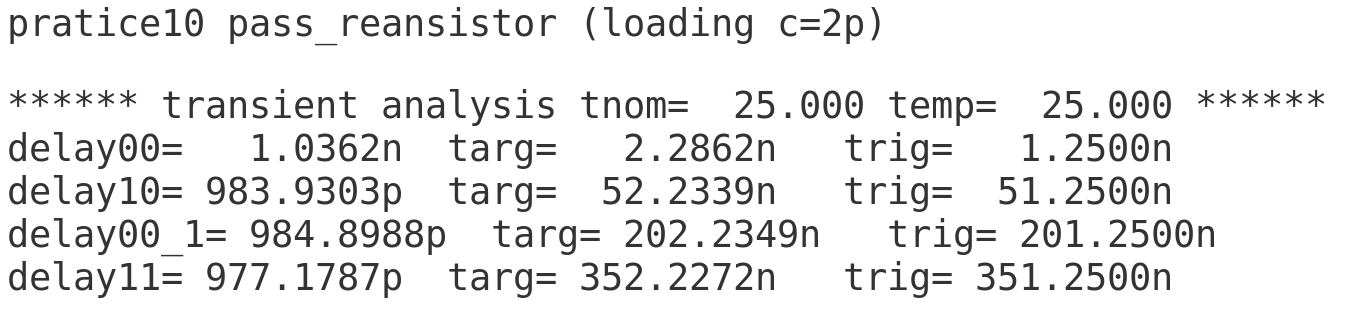 pratice10 pass_reansistor (loading c=2p)
****** transient analysis tnom=  25.000 temp=  25.000 ******
delay00=   1.0362n  targ=   2.2862n   trig=   1.2500n
delay10= 983.9303p  targ=  52.2339n   trig=  51.2500n
delay00_1= 984.8988p  targ= 202.2349n   trig= 201.2500n
delay11= 977.1787p  targ= 352.2272n   trig= 351.2500n